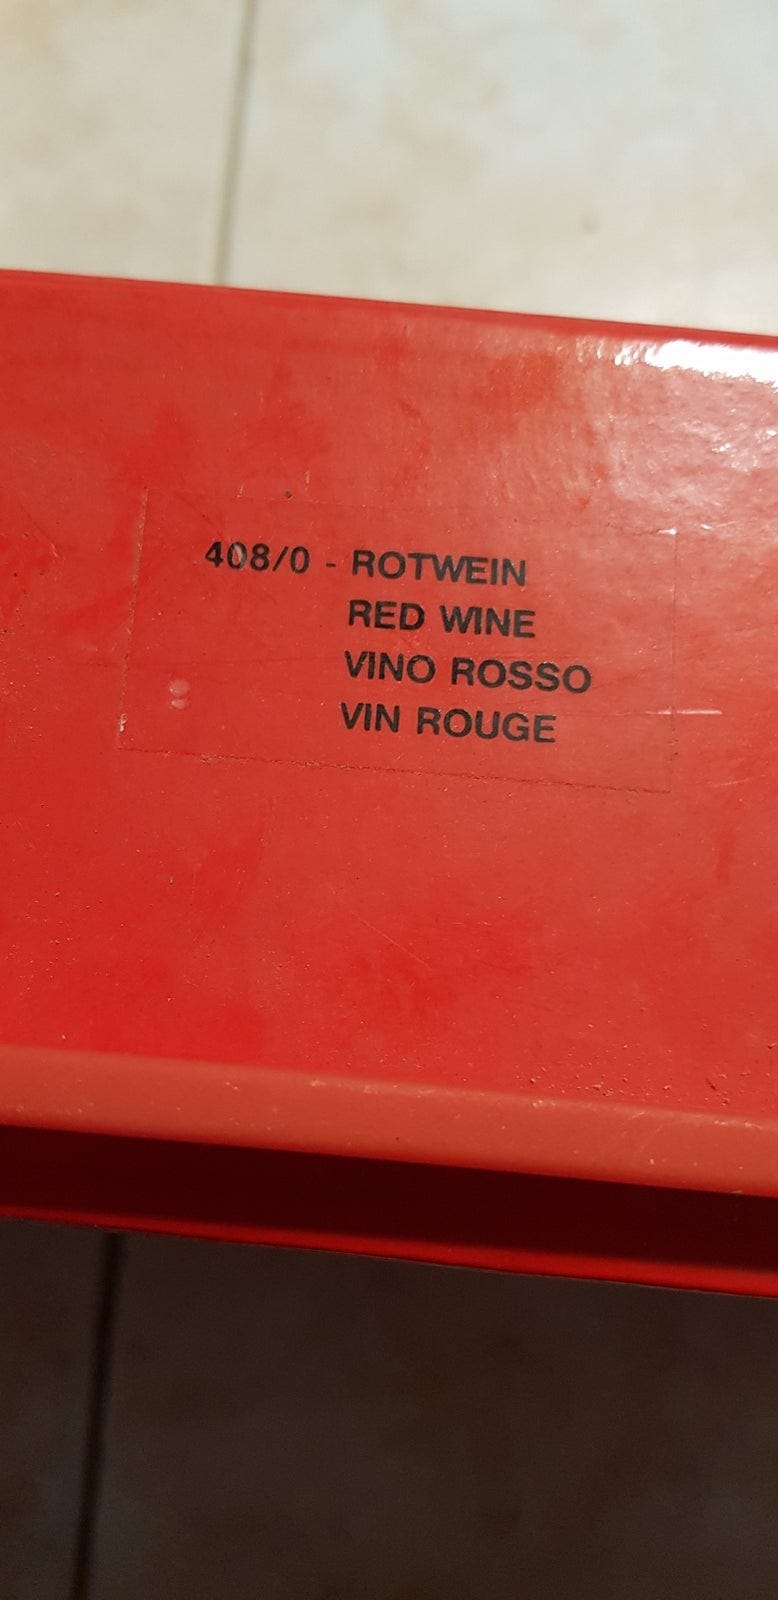 408/0 - ROTWEIN
RED WINE
VINO ROSSO
VIN ROUGE